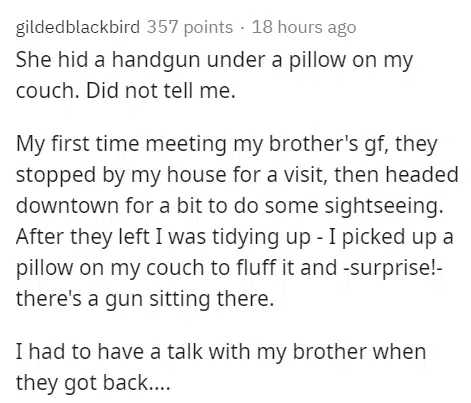 gildedblackbird 357 points · 18 hours ago
She hid a handgun under a pillow on my
couch. Did not tell me.
My first time meeting my brother's gf, they
stopped by my house for a visit, then headed
downtown for a bit to do some sightseeing.
After they left I was tidying up - I picked up a
pillow on my couch to fluff it and -surprise!-
there's a gun sitting there.
I had to have a talk with my brother when
they got back....